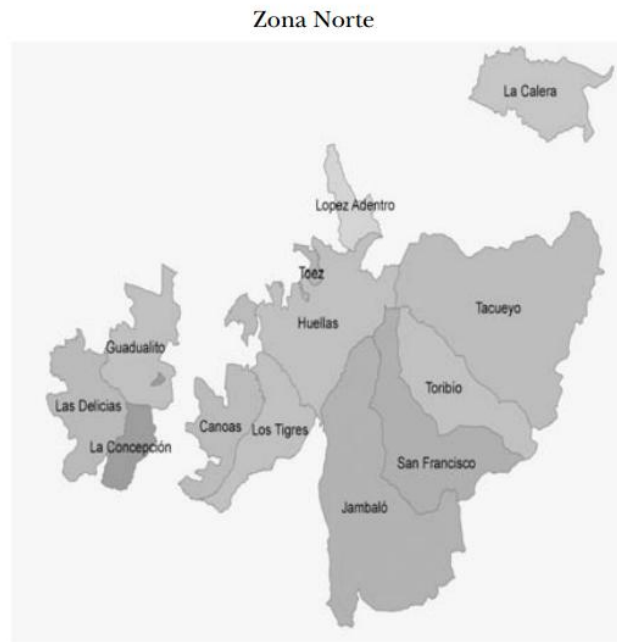 Zona Norte
La Calera
Lopez Adentro
Toez
Tacueyo
Huellas
Guadualito
Toribío
Las Delicias
Canoas
Los Tigres
La Concepción
San Francisco
Jambaló